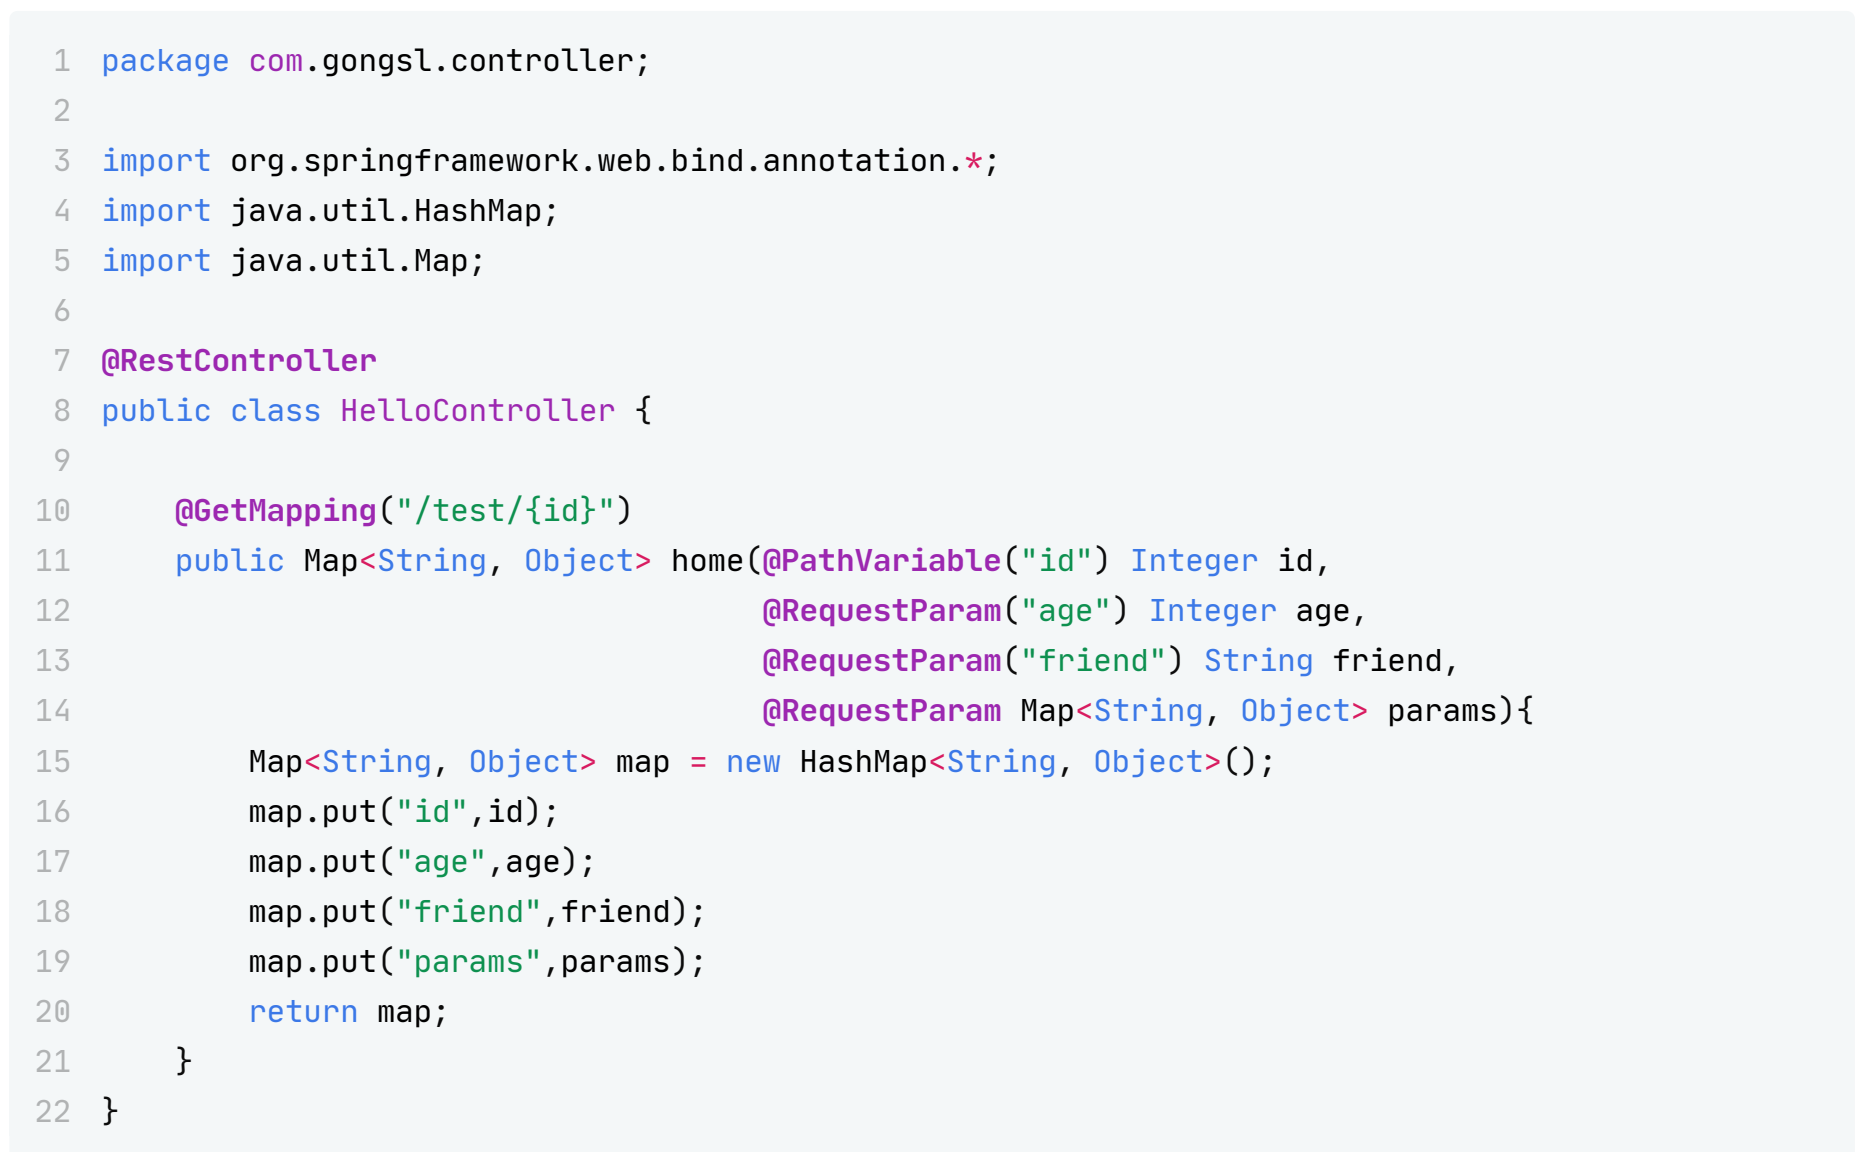 1 package com.gongsl.controller;
2
3 import org.springframework.web.bind.annotation.*;
4 import java.util.HashMap;
5 import java.util.Map;
6
7 @RestController
8 public class HelloController {
9
10     @GetMapping("/test/{id}")
11     public Map<String, Object> home(@PathVariable("id") Integer id,
12                                     @RequestParam("age") Integer age,
13                                     @RequestParam("friend") String friend,
14                                     @RequestParam Map<String, Object> params){
15         Map<String, Object> map = new HashMap<String, Object>();
16         map.put("id",id);
17         map.put("age",age);
18         map.put("friend",friend);
19         map.put("params",params);
20         return map;
21     }
22 }